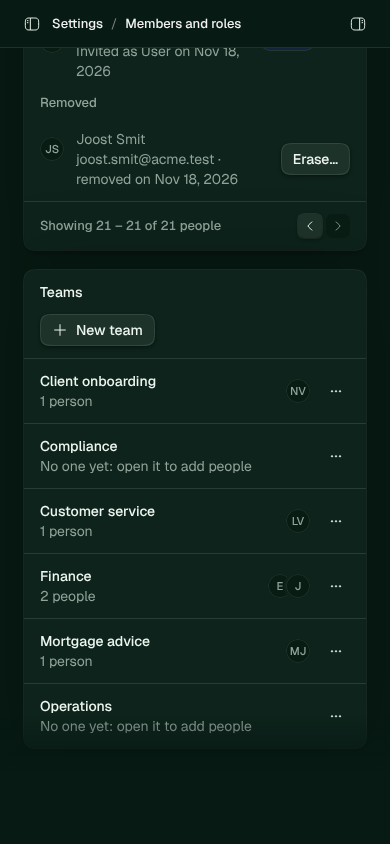 Settings / Members and roles
Invited as User on Nov 18,
2026
Removed
JS
Joost Smit
joost.smit@acme.test ·
removed on Nov 18, 2026
Erase...
Showing 21 – 21 of 21 people
Teams
New team
Client onboarding
1 person
NV
Compliance
No one yet: open it to add people
Customer service
1 person
LV
Finance
2 people
E J
Mortgage advice
1 person
MJ
Operations
No one yet: open it to add people